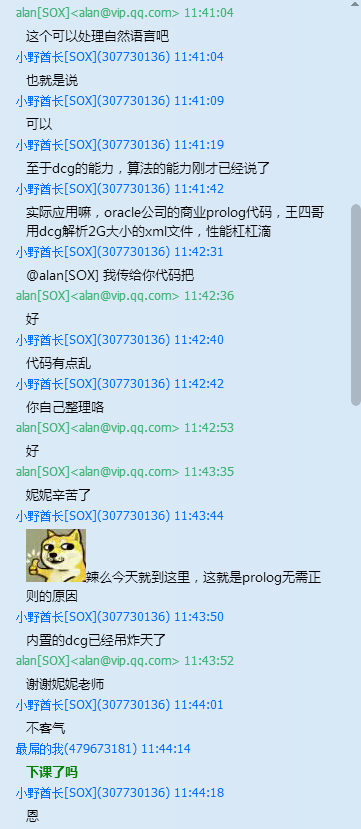 alan[SOX]<alan@vip.qq.com> 11:41:04
这个可以处理自然语言吧
小野酋长[SOX](307730136) 11:41:04
也就是说
小野酋长[SOX](307730136) 11:41:09
可以
小野酋长[SOX](307730136) 11:41:19
至于dcg的能力，算法的能力刚才已经说了
小野酋长[SOX](307730136) 11:41:42
实际应用嘛，oracle公司的商业prolog代码，王四哥
用dcg解析2G大小的xml文件，性能杠杠滴
小野酋长[SOX](307730136) 11:42:31
@alan[SOX] 我传给你代码把
alan[SOX]<alan@vip.qq.com> 11:42:36
好
小野酋长[SOX](307730136) 11:42:40
代码有点乱
小野酋长[SOX](307730136) 11:42:42
你自己整理咯
alan[SOX]<alan@vip.qq.com> 11:42:53
好
alan[SOX]<alan@vip.qq.com> 11:43:35
妮妮辛苦了
小野酋长[SOX](307730136) 11:43:44
辣么今天就到这里，这就是prolog无需正
则的原因
小野酋长[SOX](307730136) 11:43:50
内置的dcg已经吊炸天了
alan[SOX]<alan@vip.qq.com> 11:43:52
谢谢妮妮老师
小野酋长[SOX](307730136) 11:44:01
不客气
最屌的我(479673181) 11:44:14
下课了吗
小野酋长[SOX](307730136) 11:44:18
恩